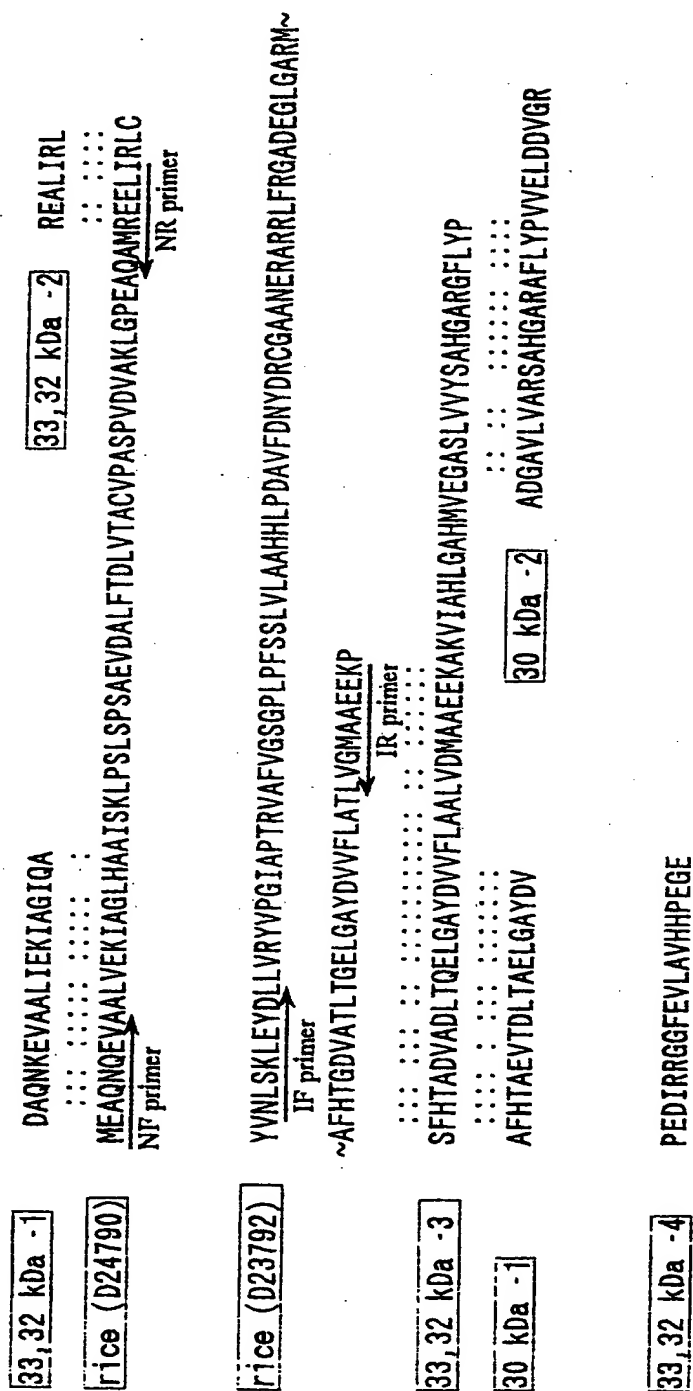 33,32 kDa -1 DAQNKEVAALIEKIAGIQA 33,32 kDa -2 REALIRL
::: ::::: ::::: : :: ::::
rice (D24790) MEAQNQEVAALVEKIAGLHAAISKLPSLSPSAEVDALFTDLVTACVPASPVDVAKLGPEAQAMREELIRLC
NF primer NR primer
rice (D23792) YVNLSKLEYDLLVRYVPGIAPTRVAFVGSGPLPFSSLVLAAHHLPDAVFDNYDRCGAANERARRLFRGADEGLGARM~
IF primer
~AFHTGDVATLTGELGAYDVVFLATLVGMAAEEKP
IR primer
::: ::: :: ::::::::::: :: ::::::
33,32 kDa -3 SFHTADVADLTQELGAYDVVFLAALVDMAAEEKAKVIAHLGAHMVEGASLVVYSAHGARGFLYP
::::: : ::: ::::::: :: :: :::::: ::::
30 kDa -1 AFHTAEVTDLTAELGAYDV 30 kDa -2 ADGAVLVARSAHGARAFLYPVVELDDVGR
33,32 kDa -4 PEDIRRGGFEVLAVHHPEGE